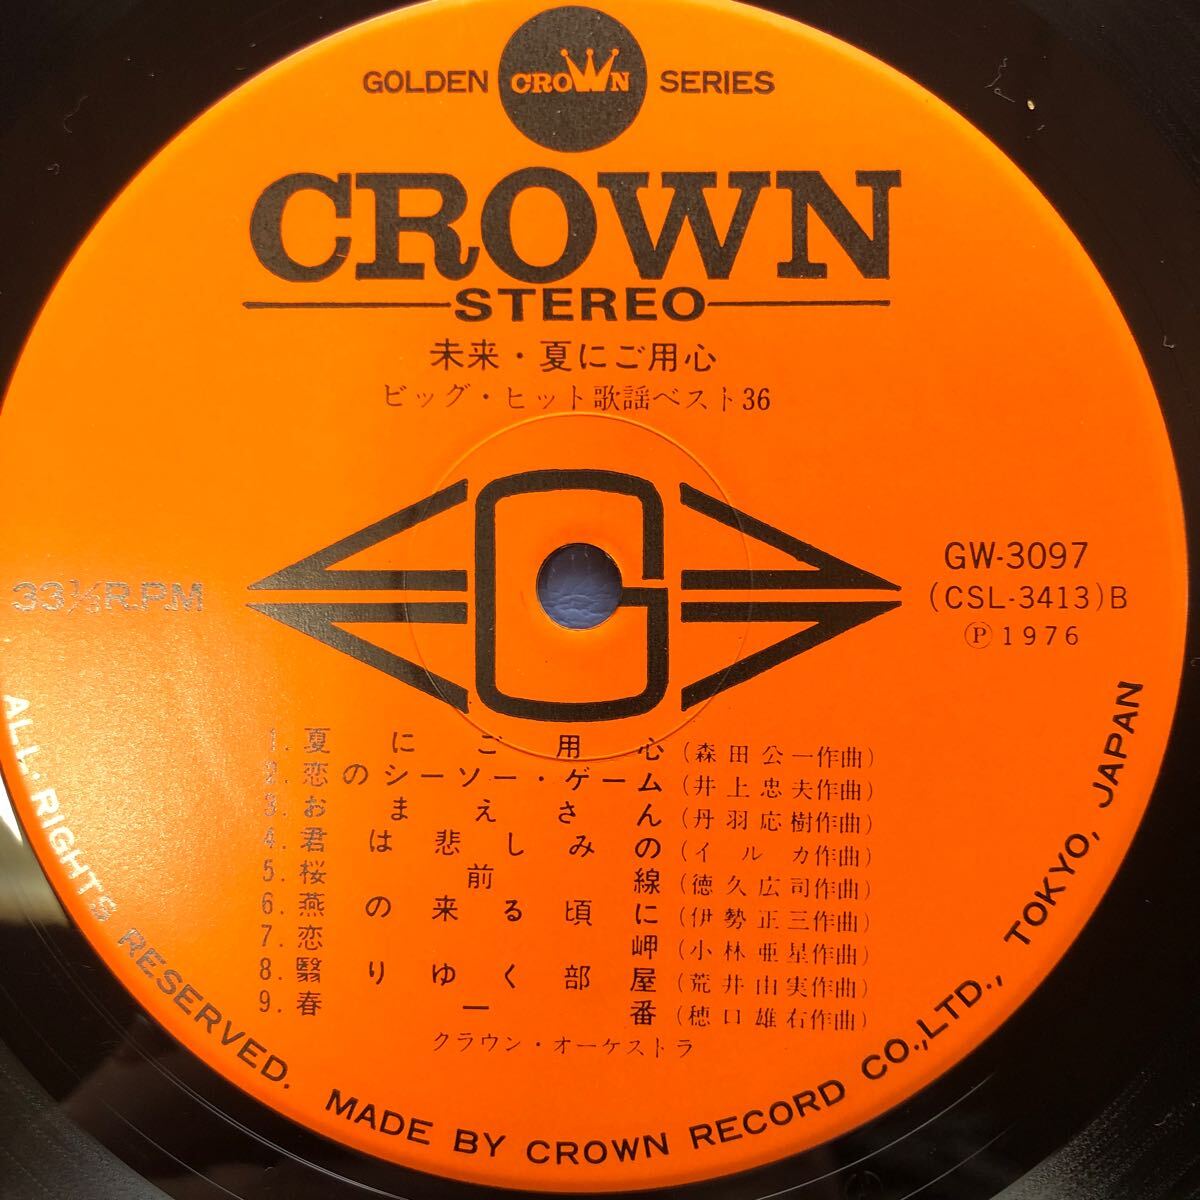 GOLDEN CROWN SERIES
CROWN
STEREO
未来・夏にご用心
ビッグ・ヒット歌謡ベスト36
G
33⅓R.P.M
GW-3097
(CSL-3413)B
Ⓟ1976
1. 夏にご用心 (森田公一作曲)
2. 恋のシーソー・ゲーム (井上忠夫作曲)
3. おまえさん (丹羽応樹作曲)
4. 君は悲しみの (イルカ作曲)
5. 桜前線 (徳久広司作曲)
6. 燕の来る頃に (伊勢正三作曲)
7. 恋岬 (小林亜星作曲)
8. 翳りゆく部屋 (荒井由実作曲)
9. 春一番 (穂口雄右作曲)
クラウン・オーケストラ
ALL RIGHTS RESERVED. MADE BY CROWN RECORD CO.,LTD., TOKYO, JAPAN